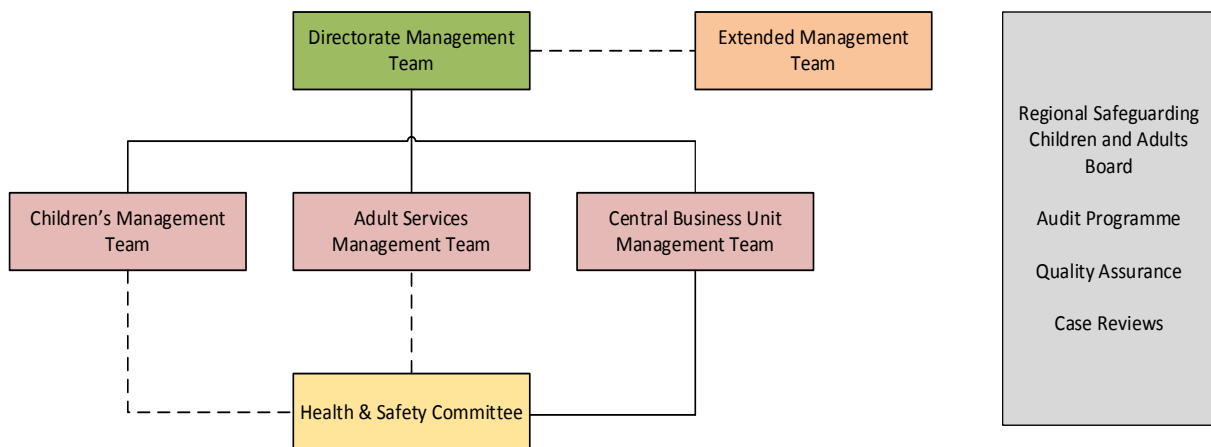 Directorate Management
Team
Extended Management
Team
Regional Safeguarding
Children and Adults
Board
Audit Programme
Quality Assurance
Case Reviews
Children’s Management
Team
Adult Services
Management Team
Central Business Unit
Management Team
Health & Safety Committee